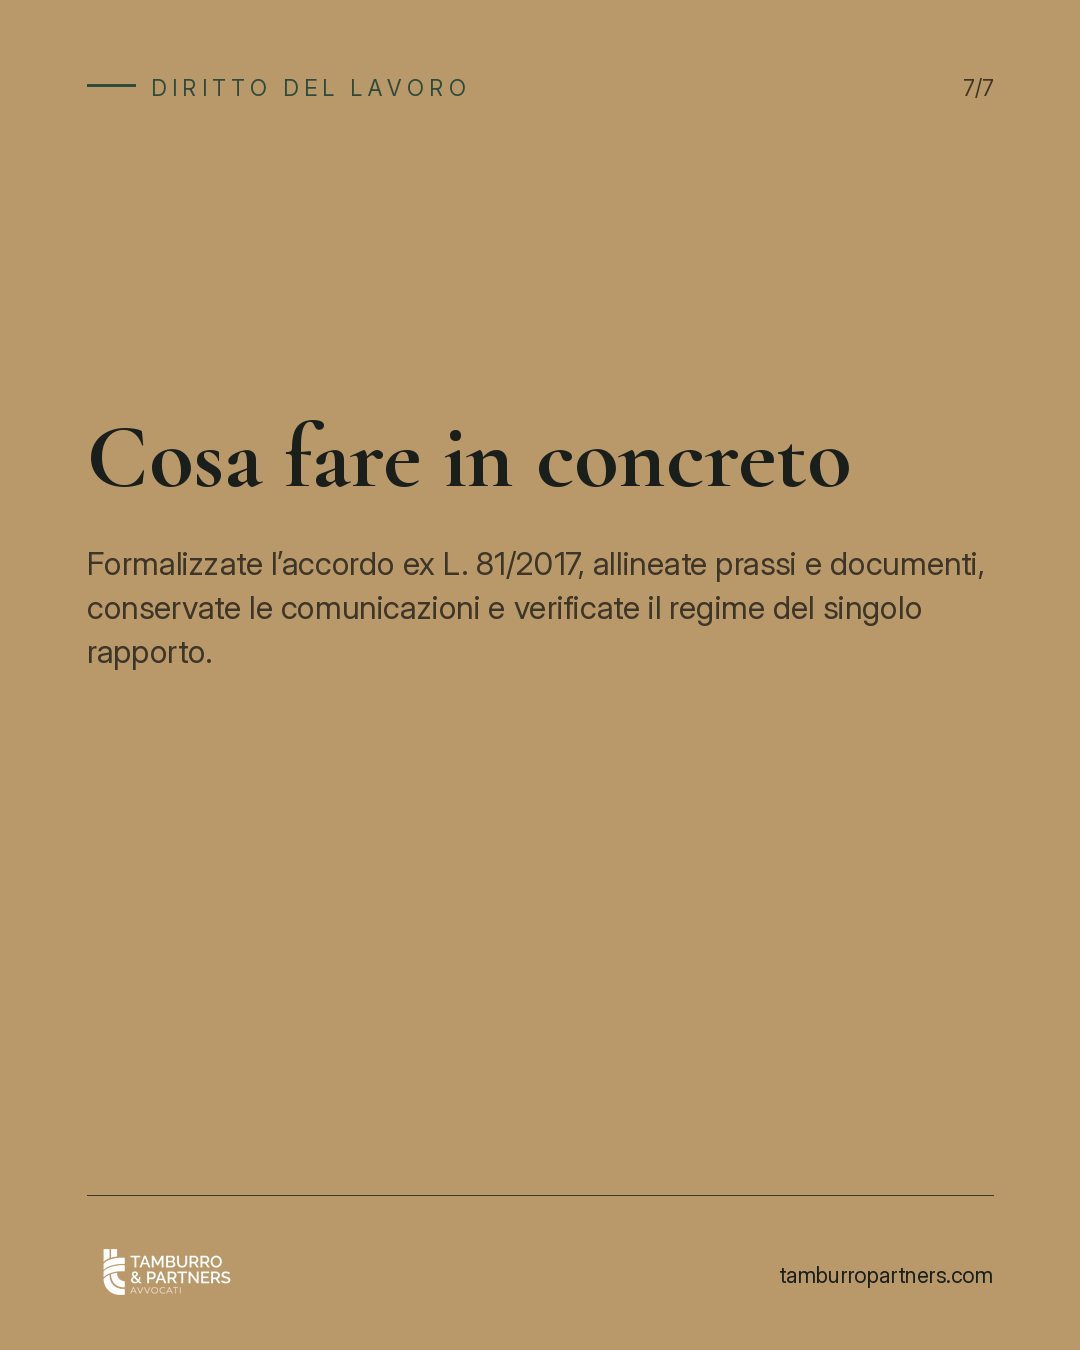 DIRITTO DEL LAVORO
7/7
Cosa fare in concreto
Formalizzate l’accordo ex L. 81/2017, allineate prassi e documenti,
conservate le comunicazioni e verificate il regime del singolo
rapporto.
TAMBURRO
& PARTNERS
AVVOCATI
tamburropartners.com